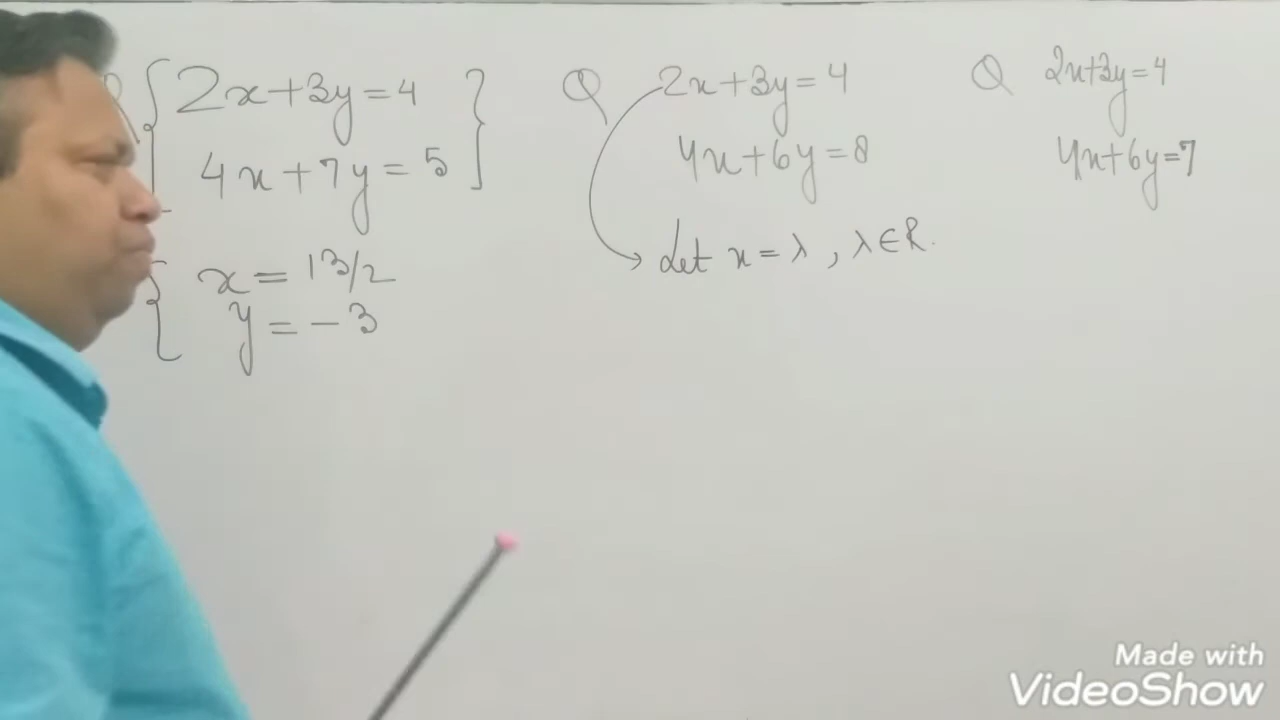 2x+3y=4
4x+7y=5
x=13/2
y=-3
Q 2x+3y=4
4x+6y=8
Let x=λ, λ∈R.
Q 2x+3y=4
4x+6y=7
Made with
VideoShow